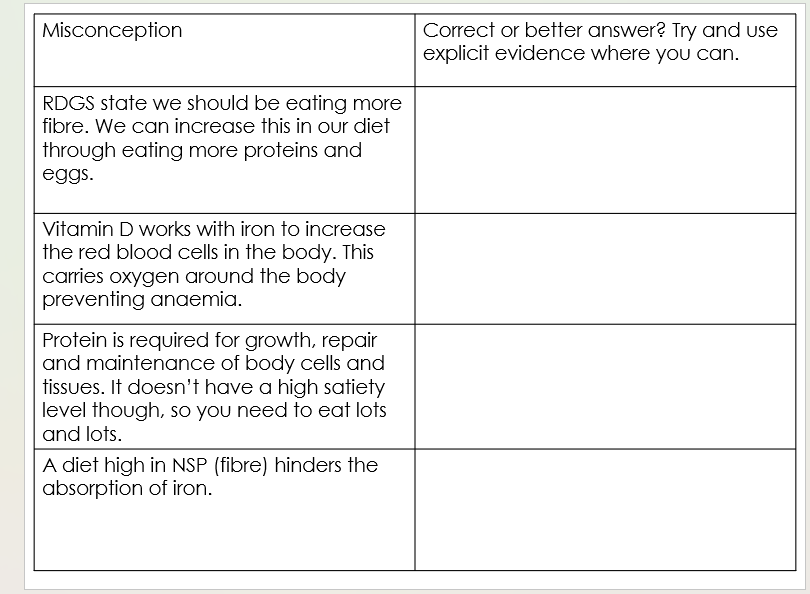 Misconception
Correct or better answer? Try and use
explicit evidence where you can.
RDGS state we should be eating more
fibre. We can increase this in our diet
through eating more proteins and
eggs.
Vitamin D works with iron to increase
the red blood cells in the body. This
carries oxygen around the body
preventing anaemia.
Protein is required for growth, repair
and maintenance of body cells and
tissues. It doesn’t have a high satiety
level though, so you need to eat lots
and lots.
A diet high in NSP (fibre) hinders the
absorption of iron.